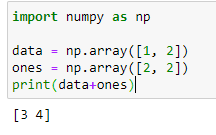 import numpy as np
data = np.array([1, 2])
ones = np.array([2, 2])
print(data+ones)
[3 4]